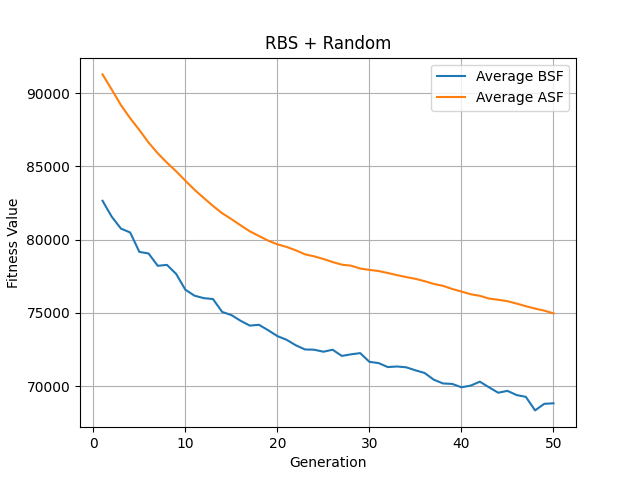 RBS + Random
Average BSF
Average ASF
Fitness Value
90000
85000
80000
75000
70000
0 10 20 30 40 50
Generation